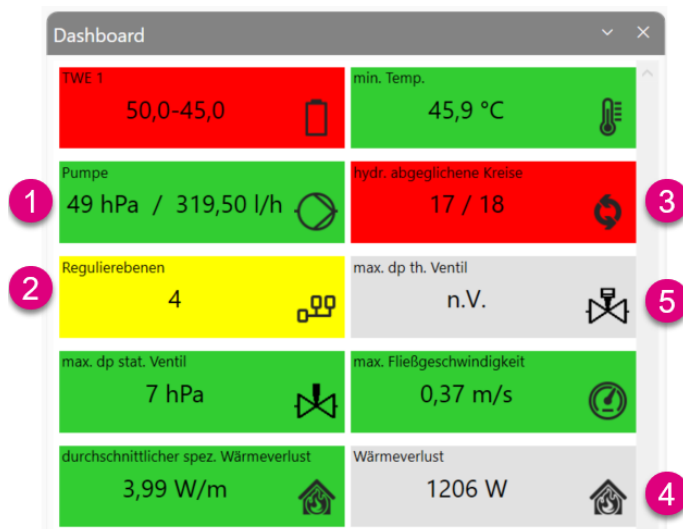 Dashboard
TWE 1
50,0-45,0
min. Temp.
45,9 °C
1
Pumpe
49 hPa / 319,50 l/h
hydr. abgeglichene Kreise
17 / 18
3
2
Regulierebenen
4
max. dp th. Ventil
n.V.
5
max. dp stat. Ventil
7 hPa
max. Fließgeschwindigkeit
0,37 m/s
durchschnittlicher spez. Wärmeverlust
3,99 W/m
Wärmeverlust
1206 W
4